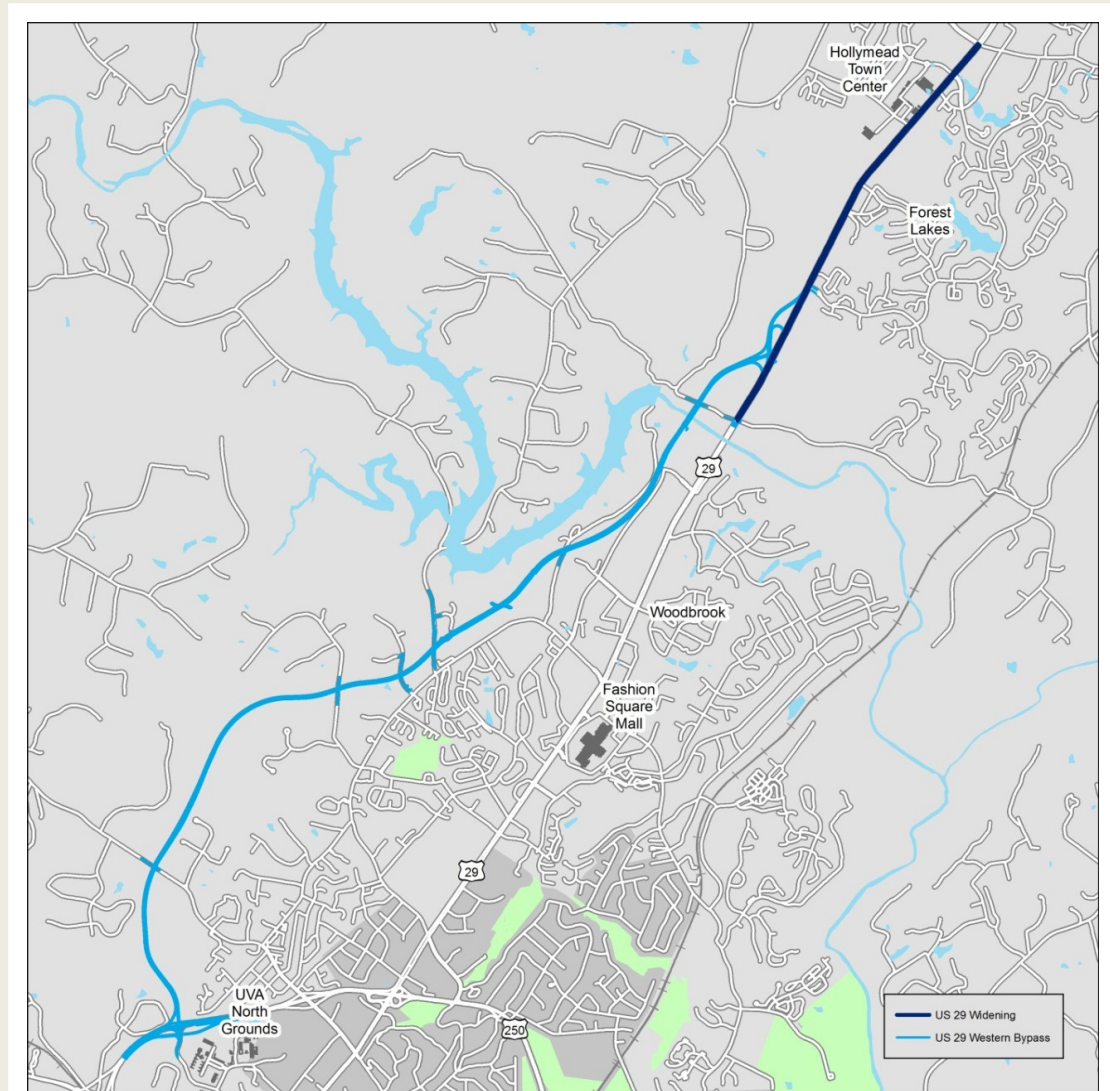 Hollymead
Town
Center
Forest
Lakes
29
Woodbrook
Fashion
Square
Mall
29
UVA
North
Grounds
250
US 29 Widening
US 29 Western Bypass